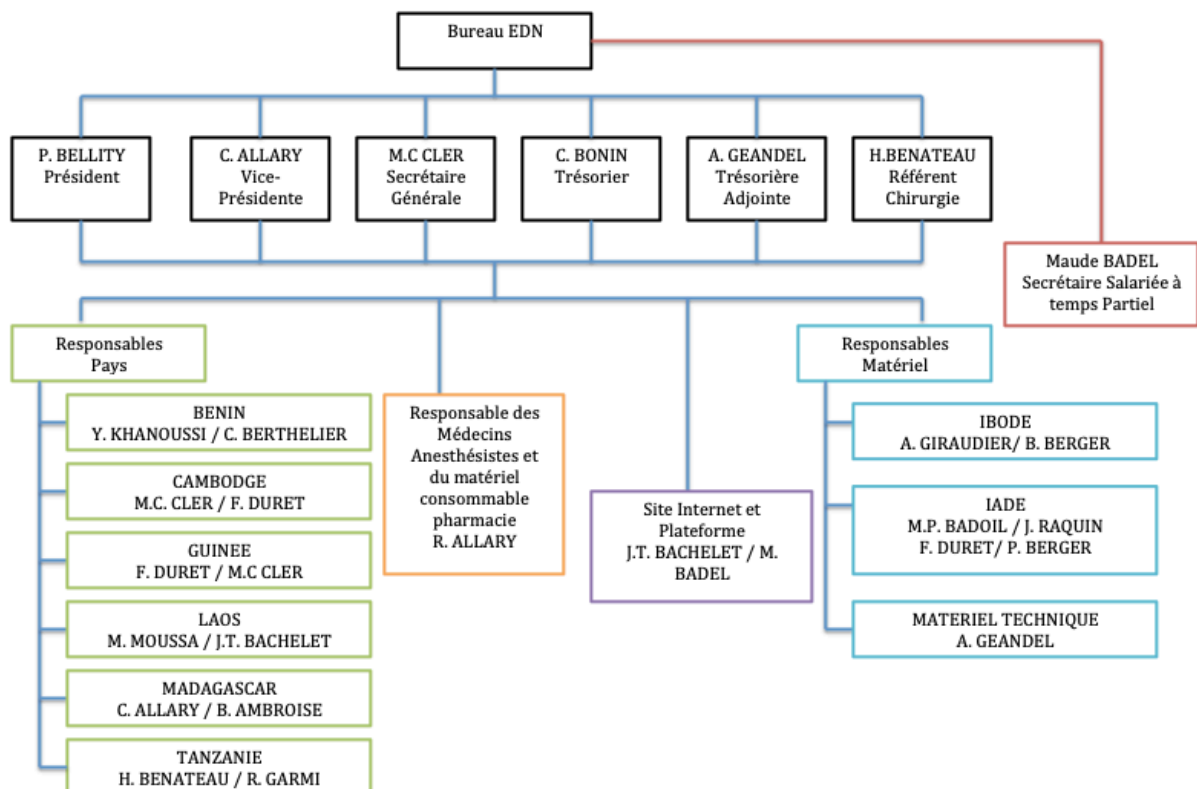 Bureau EDN
P. BELLITY
Président
C. ALLARY
Vice-
Présidente
M.C CLER
Secrétaire
Générale
C. BONIN
Trésorier
A. GEANDEL
Trésorière
Adjointe
H.BENATEAU
Référent
Chirurgie
Maude BADEL
Secrétaire Salariée à
temps Partiel
Responsables
Pays
BENIN
Y. KHANOUSSI / C. BERTHELIER
CAMBODGE
M.C. CLER / F. DURET
GUINEE
F. DURET / M.C CLER
LAOS
M. MOUSSA / J.T. BACHELET
MADAGASCAR
C. ALLARY / B. AMBROISE
TANZANIE
H. BENATEAU / R. GARMI
Responsable des
Médecins
Anesthésistes et
du matériel
consommable
pharmacie
R. ALLARY
Site Internet et
Plateforme
J.T. BACHELET / M.
BADEL
Responsables
Matériel
IBODE
A. GIRAUDIER/ B. BERGER
IADE
M.P. BADOIL / J. RAQUIN
F. DURET/ P. BERGER
MATERIEL TECHNIQUE
A. GEANDEL